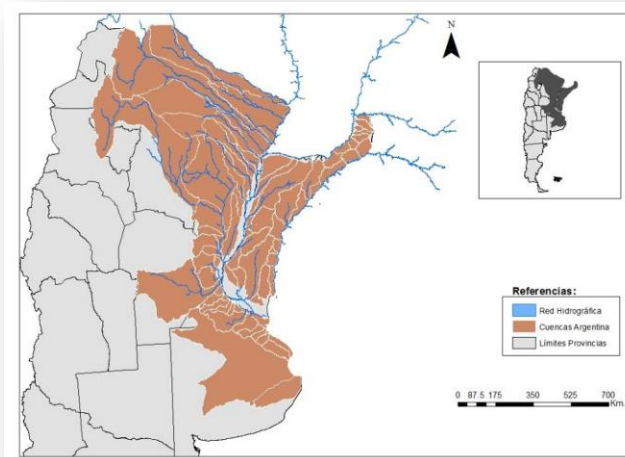 N
Referencias:
Red Hidrográfica
Cuencas Argentina
Límites Provincias
0 87.5 175 350 525 700
Km.